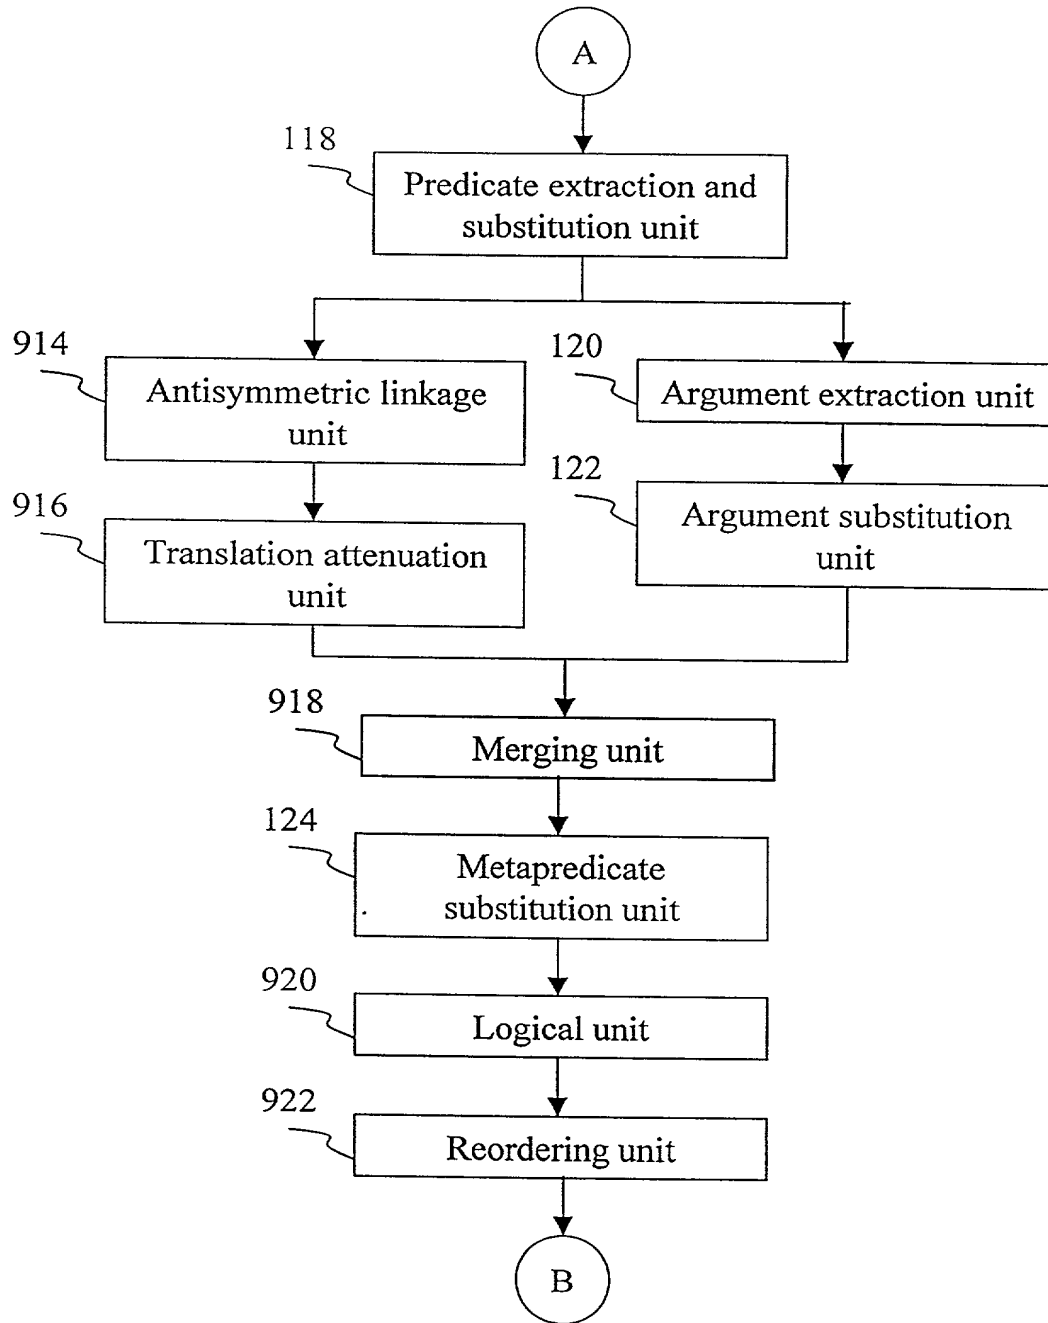 A
118
Predicate extraction and
substitution unit
914
Antisymmetric linkage
unit
120
Argument extraction unit
916
Translation attenuation
unit
122
Argument substitution
unit
918
Merging unit
124
Metapredicate
substitution unit
920
Logical unit
922
Reordering unit
B